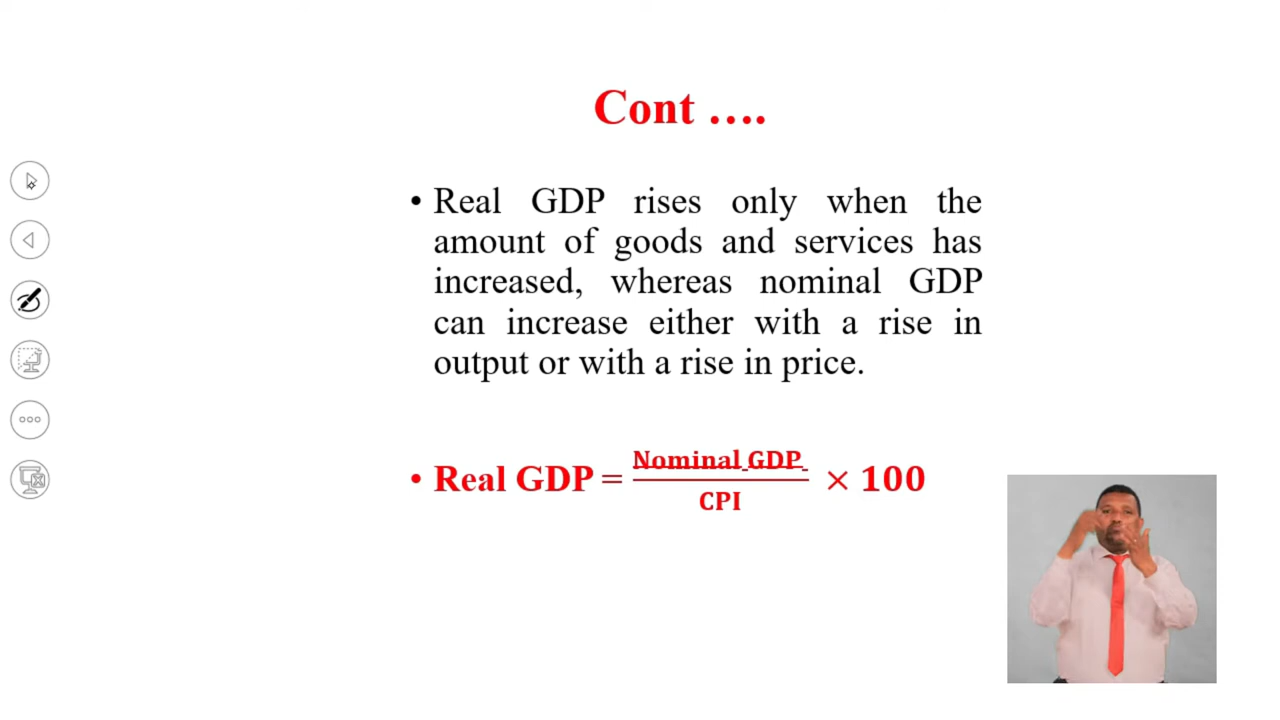 Cont ….
• Real GDP rises only when the
amount of goods and services has
increased, whereas nominal GDP
can increase either with a rise in
output or with a rise in price.
• Real GDP = Nominal GDP / CPI × 100